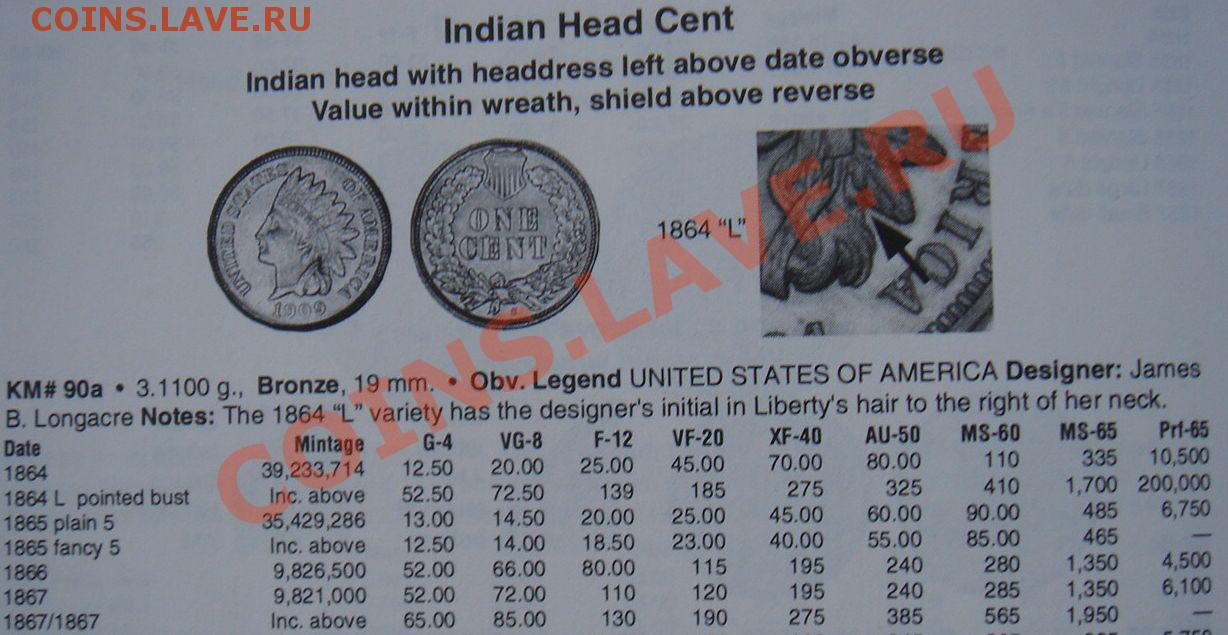 COINS.LAVE.RU
Indian Head Cent
Indian head with headdress left above date obverse
Value within wreath, shield above reverse
UNITED STATES OF AMERICA
1909
ONE
CENT
1864 "L"
RICA
COINS.LAVE.RU
KM# 90a • 3.1100 g., Bronze, 19 mm. • Obv. Legend UNITED STATES OF AMERICA Designer: James
B. Longacre Notes: The 1864 "L" variety has the designer's initial in Liberty's hair to the right of her neck.
Date Mintage G-4 VG-8 F-12 VF-20 XF-40 AU-50 MS-60 MS-65 Prf-65
1864 39,233,714 12.50 20.00 25.00 45.00 70.00 80.00 110 335 10,500
1864 L pointed bust Inc. above 52.50 72.50 139 185 275 325 410 1,700 200,000
1865 plain 5 35,429,286 13.00 14.50 20.00 25.00 45.00 60.00 90.00 485 6,750
1865 fancy 5 Inc. above 12.50 14.00 18.50 23.00 40.00 55.00 85.00 465 —
1866 9,826,500 52.00 66.00 80.00 115 195 240 280 1,350 4,500
1867 9,821,000 52.00 72.00 110 120 195 240 285 1,350 6,100
1867/1867 Inc. above 65.00 85.00 130 190 275 385 565 1,950 —